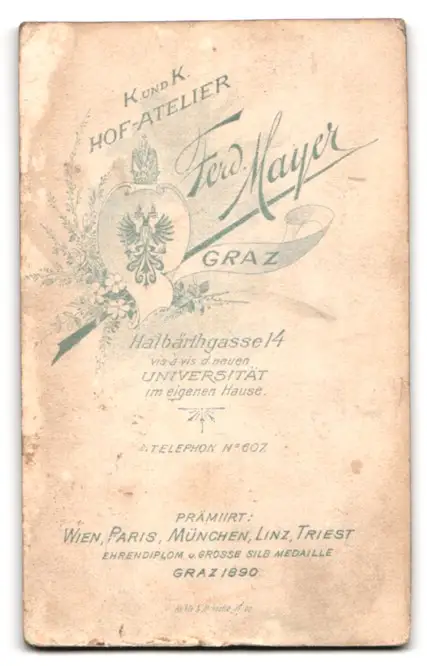 K. UND K.
HOF-ATELIER
Ferd. Mayer
GRAZ
Halbärthgasse 14
vis-à-vis d. neuen
UNIVERSITÄT
im eigenen Hause.
TELEPHON Nº 607.
PRÄMIIRT:
WIEN, PARIS, MÜNCHEN, LINZ, TRIEST
EHRENDIPLOM u. GROSSE SILB. MEDAILLE
GRAZ 1890